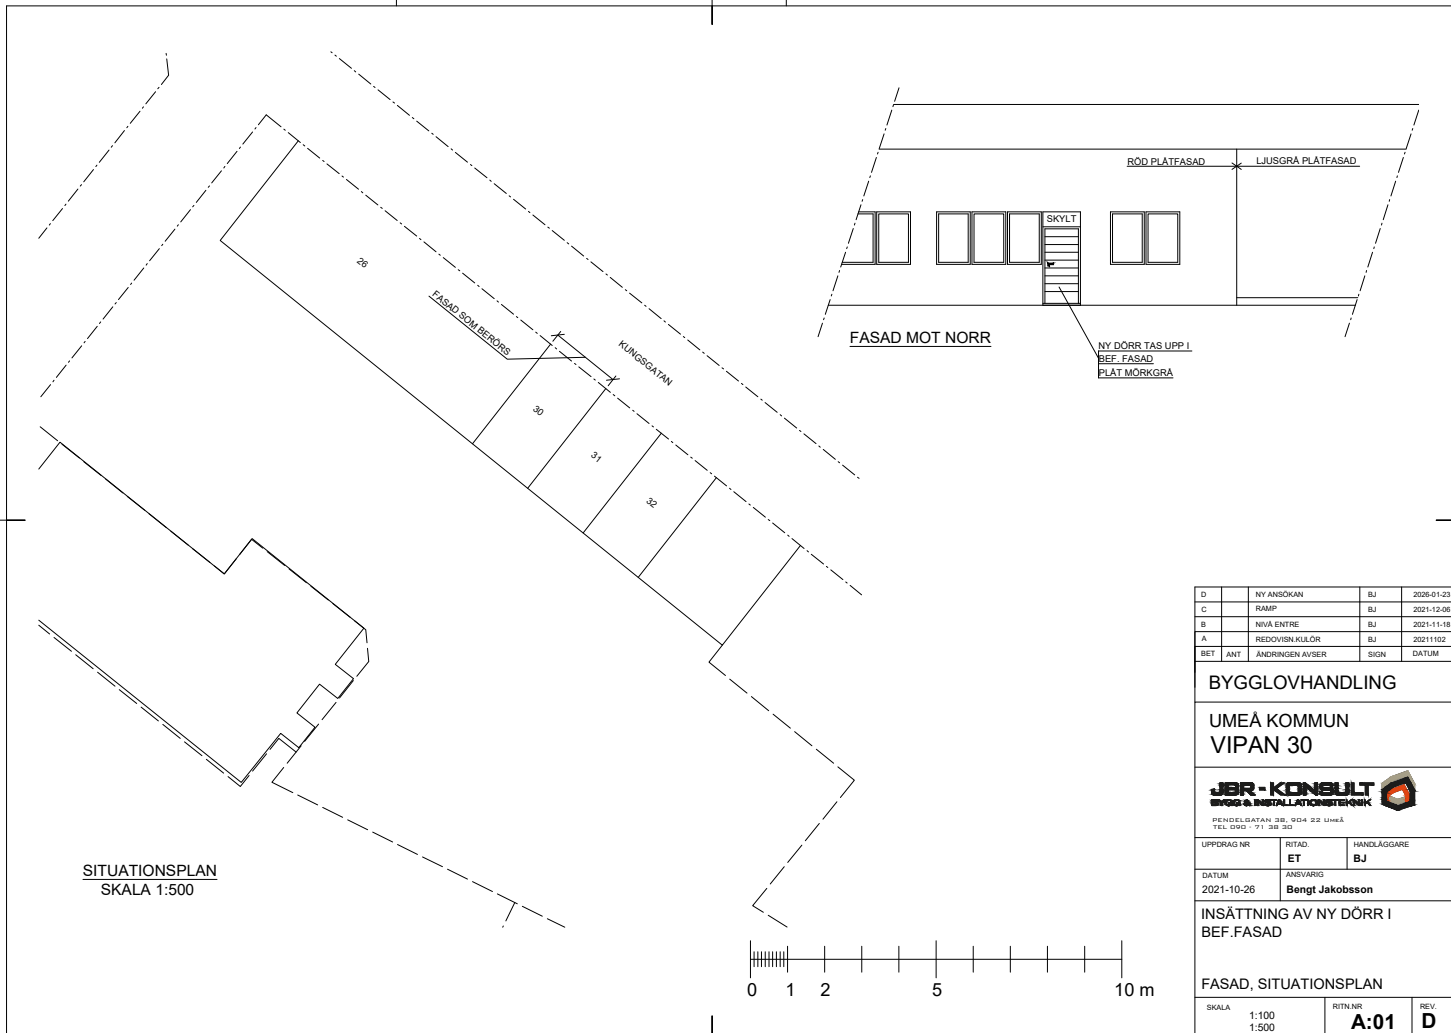 26
FASAD SOM BERÖRS
KUNGSGATAN
30
31
32
SITUATIONSPLAN
SKALA 1:500
RÖD PLÅTFASAD
LJUSGRÅ PLÅTFASAD
SKYLT
FASAD MOT NORR
NY DÖRR TAS UPP I
BEF. FASAD
PLÅT MÖRKGRÅ
0 1 2 5 10 m
D NY ANSÖKAN BJ 2026-01-23
C RAMP BJ 2021-12-06
B NIVÅ ENTRE BJ 2021-11-18
A REDOVISN.KULÖR BJ 20211102
BET ANT ÄNDRINGEN AVSER SIGN DATUM
BYGGLOVHANDLING
UMEÅ KOMMUN
VIPAN 30
JBR - KONSULT
BYGG & INSTALLATIONSTEKNIK
PENDELGATAN 3B, 904 22 UMEÅ
TEL 090 - 71 38 30
UPPDRAG NR RITAD. HANDLÄGGARE
ET BJ
DATUM ANSVARIG
2021-10-26 Bengt Jakobsson
INSÄTTNING AV NY DÖRR I
BEF.FASAD
FASAD, SITUATIONSPLAN
SKALA RITN.NR REV.
1:100
1:500 A:01 D